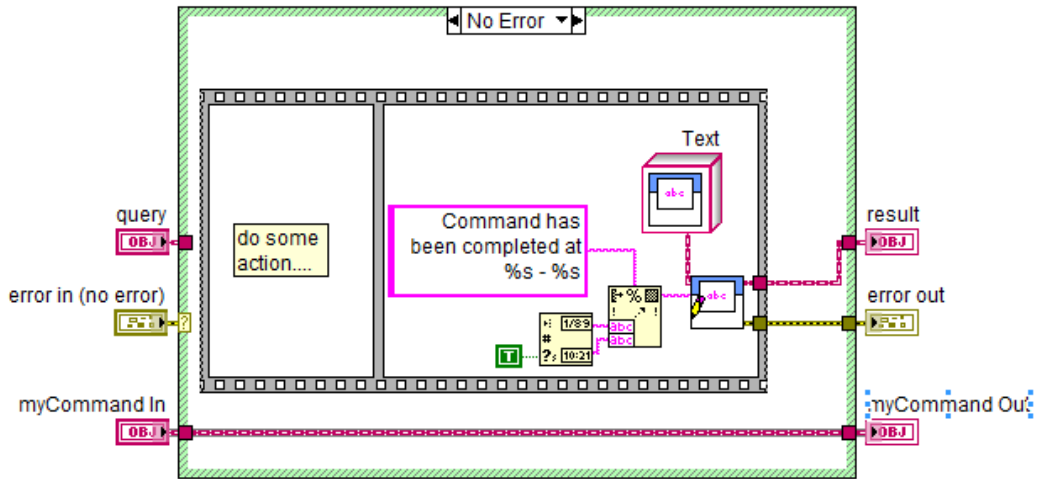 No Error
Text
query
OBJ
do some
action....
Command has
been completed at
%s - %s
abc
result
OBJ
error in (no error)
?
abc
error out
%
!
!
1/89
abc
#
abc
T
?
10:21
myCommand In
OBJ
myCommand Out
OBJ